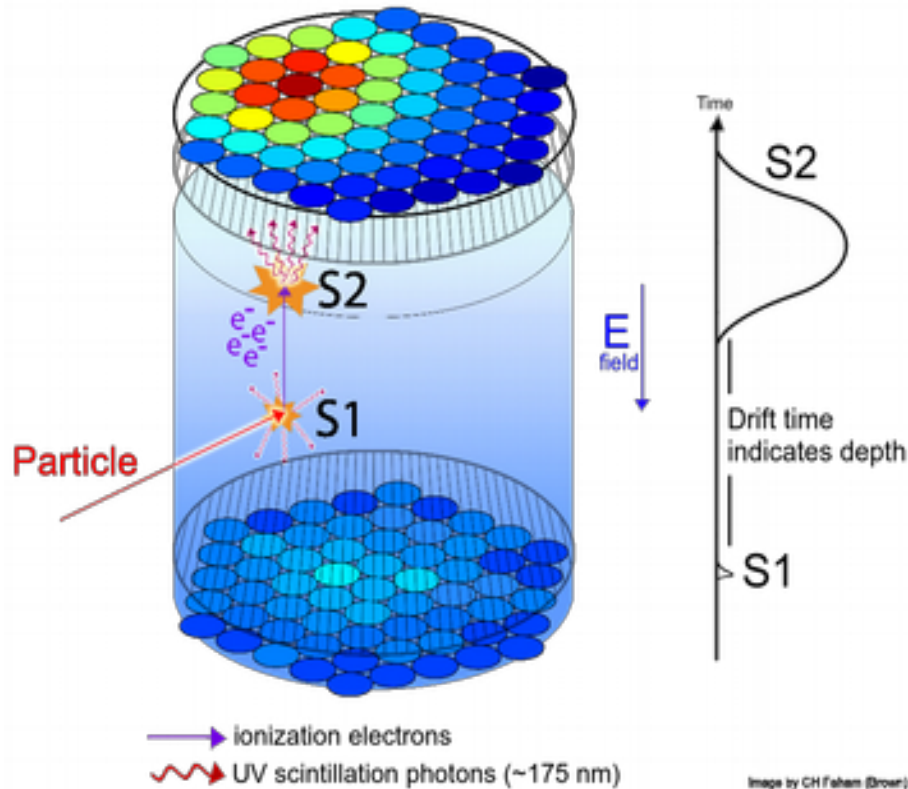 Time
S2
S2
E
field
e- e-
e- e-
S1
Drift time
indicates depth
Particle
S1
ionization electrons
UV scintillation photons (~175 nm)
Image by CH Faham (Brown)